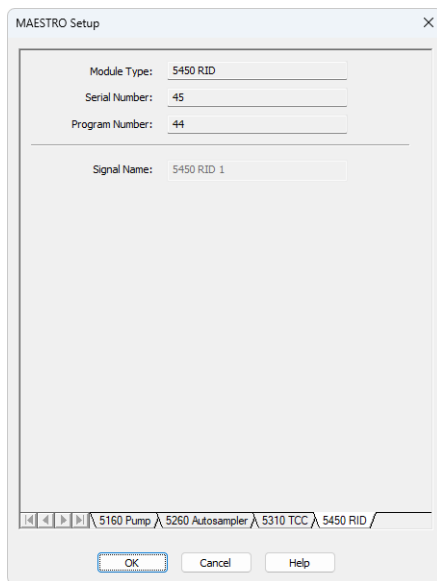 MAESTRO Setup
Module Type: 5450 RID
Serial Number: 45
Program Number: 44
Signal Name: 5450 RID 1
5160 Pump 5260 Autosampler 5310 TCC 5450 RID
OK Cancel Help